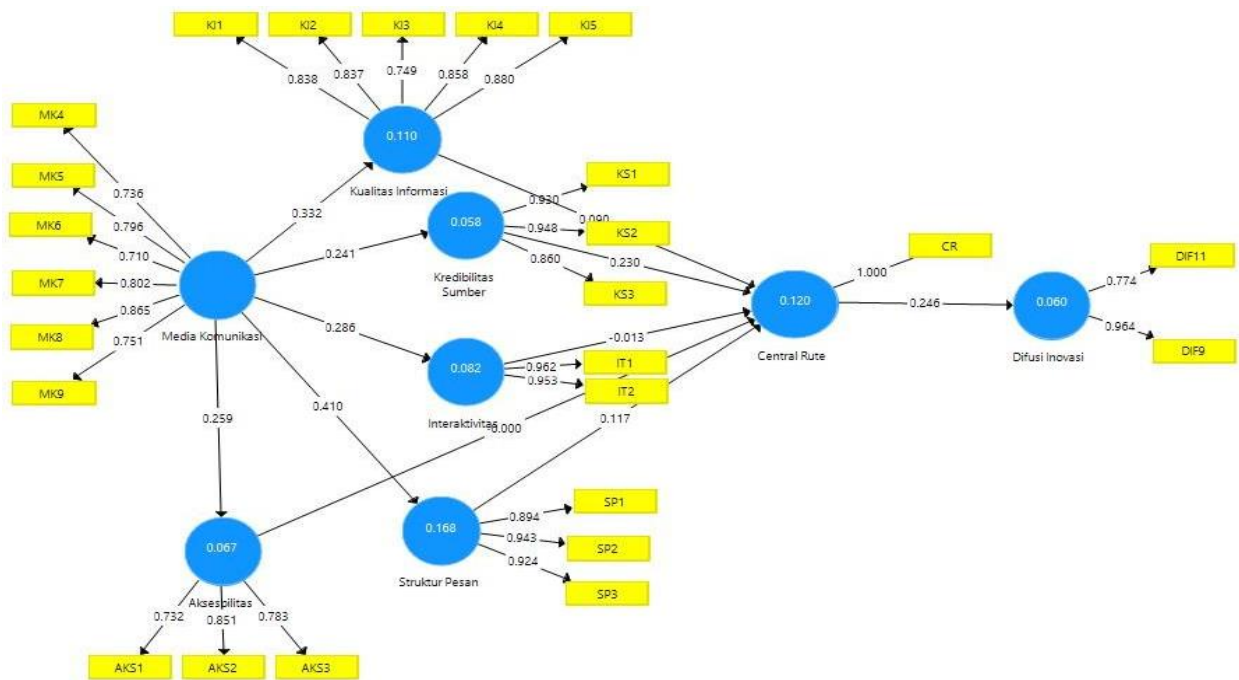 KI1 KI2 KI3 KI4 KI5
0.838 0.837 0.749 0.858 0.880
MK4
0.110
MK5
Kualitas Informasi
KS1
0.736
0.930
0.332
0.090
0.796
MK6
0.058
0.948
KS2
CR
0.710
0.241
0.230
DIF11
Kredibilitas
Sumber
0.860
1.000
0.774
MK7
0.802
KS3
0.120
0.246
0.060
0.865
Media Komunikasi
0.286
-0.013
Central Rute
Difusi Inovasi
0.964
MK8
0.751
DIF9
0.082
0.962
IT1
0.953
IT2
MK9
0.259
0.410
Interaktivitas
0.117
SP1
0.894
0.168
0.943
SP2
0.067
0.924
Struktur Pesan
SP3
0.732 0.851 0.783
AKS1 AKS2 AKS3